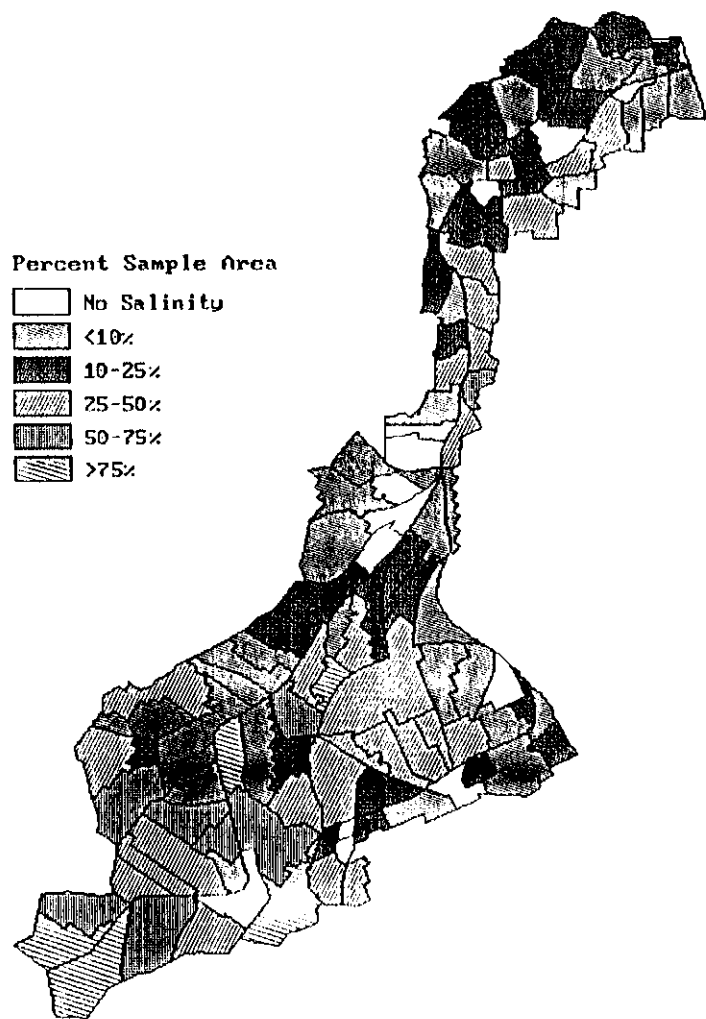 Percent Sample Area
No Salinity
<10%
10-25%
25-50%
50-75%
>75%